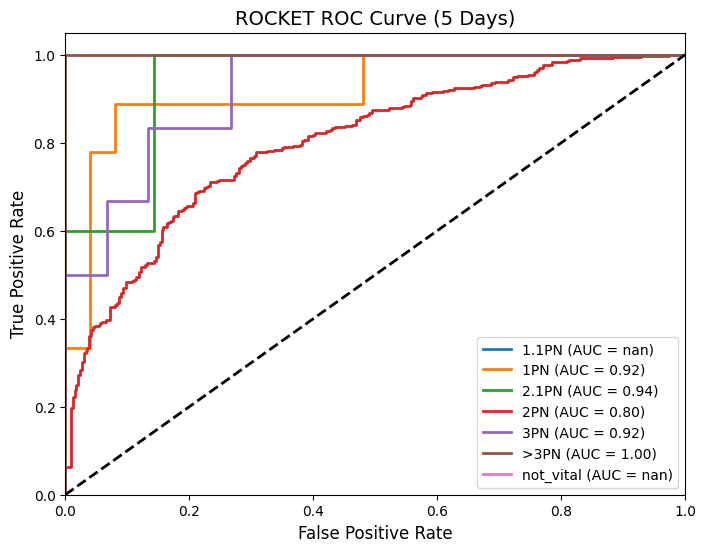 ROCKET ROC Curve (5 Days)
True Positive Rate
1.0
0.8
0.6
0.4
0.2
0.0
0.0 0.2 0.4 0.6 0.8 1.0
False Positive Rate
1.1PN (AUC = nan)
1PN (AUC = 0.92)
2.1PN (AUC = 0.94)
2PN (AUC = 0.80)
3PN (AUC = 0.92)
>3PN (AUC = 1.00)
not_vital (AUC = nan)